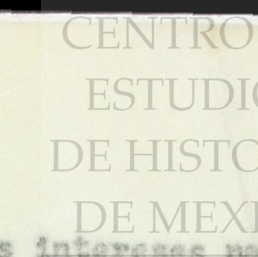 CENTRO
ESTUDI
DE HISTO
DE MEXI
s intereses